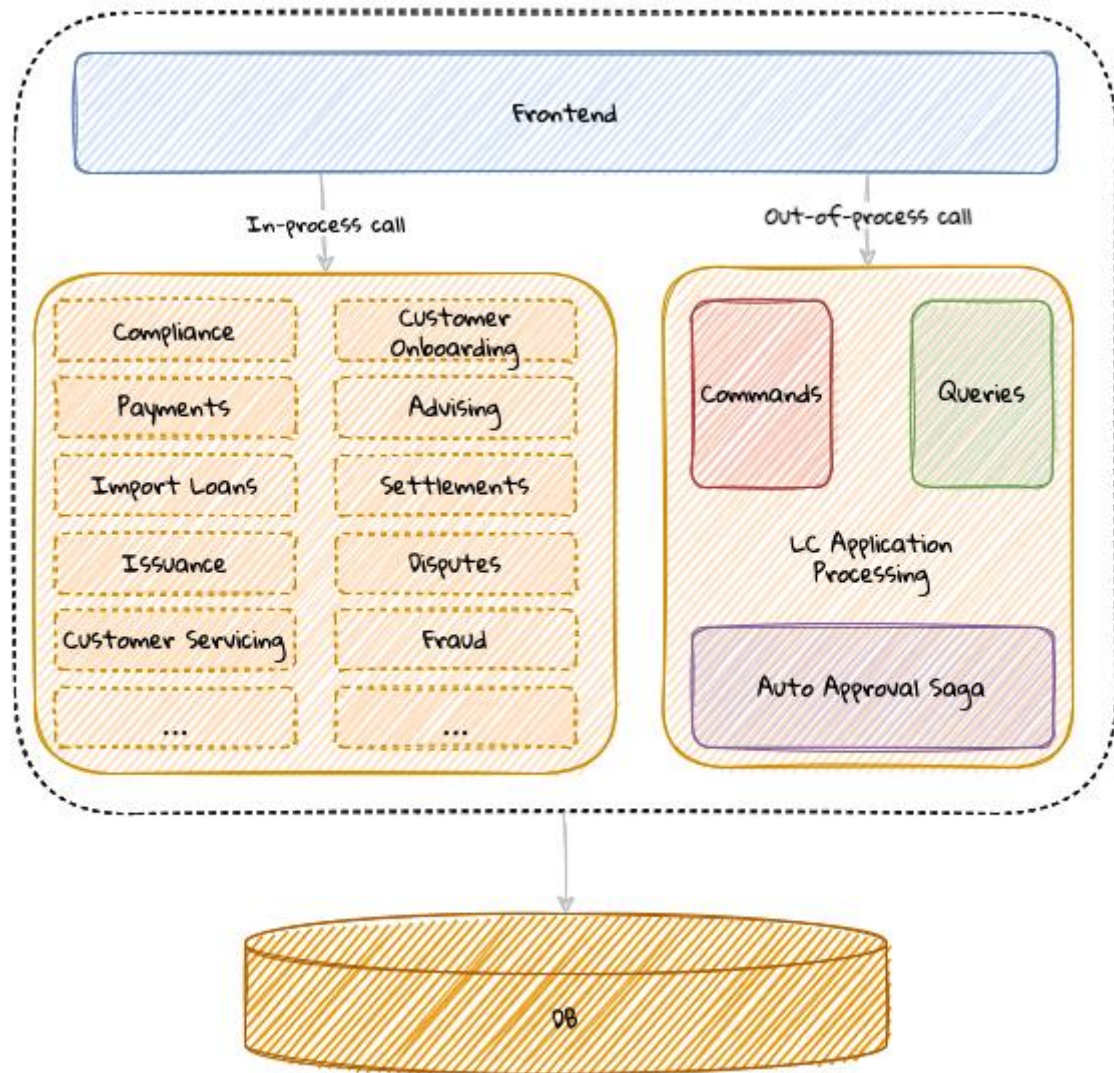 Frontend
In-process call
Out-of-process call
Compliance
Customer
Onboarding
Payments
Advising
Import Loans
Settlements
Issuance
Disputes
Customer Servicing
Fraud
...
...
Commands
Queries
LC Application
Processing
Auto Approval Saga
DB